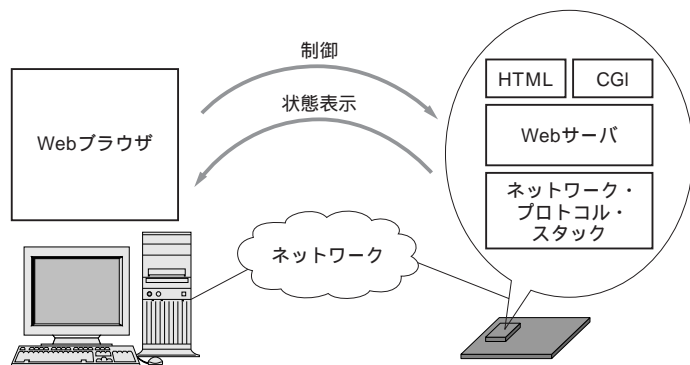 制御
状態表示
Webブラウザ
HTML
CGI
Webサーバ
ネットワーク・
プロトコル・
スタック
ネットワーク